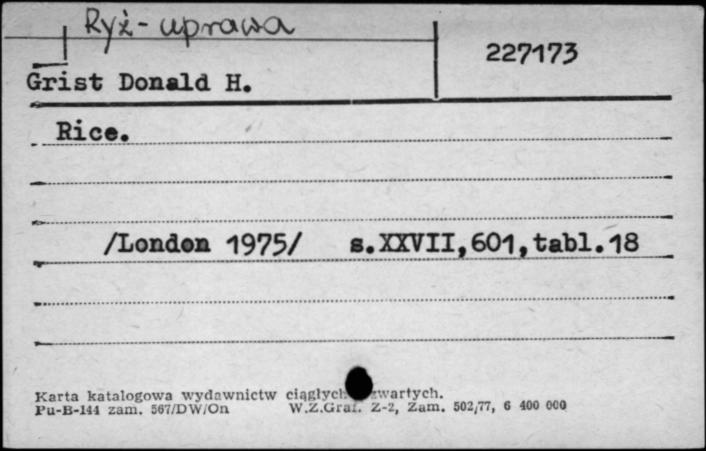 Ryż - uprawa
227173
Grist Donald H.
Rice.
/London 1975/ s.XXVII,601,tabl.18
Karta katalogowa wydawnictw ciągłych zwartych.
Pu-B-144 zam. 567/DW/On W.Z.Graf. Z-2, Zam. 502/77, 6 400 000